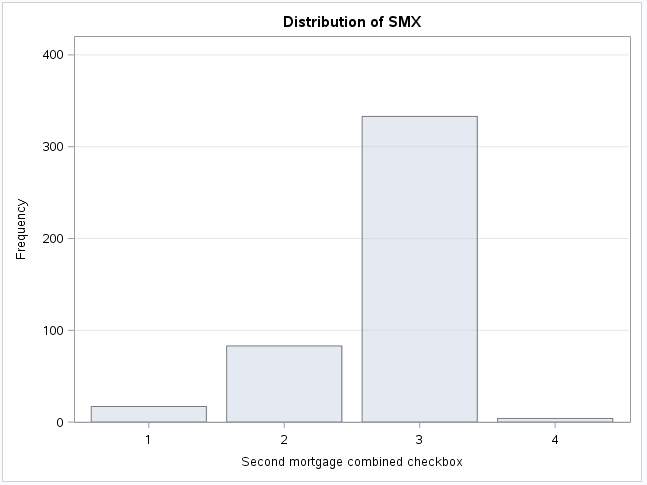 Distribution of SMX
400
300
200
100
0
Frequency
1 2 3 4
Second mortgage combined checkbox